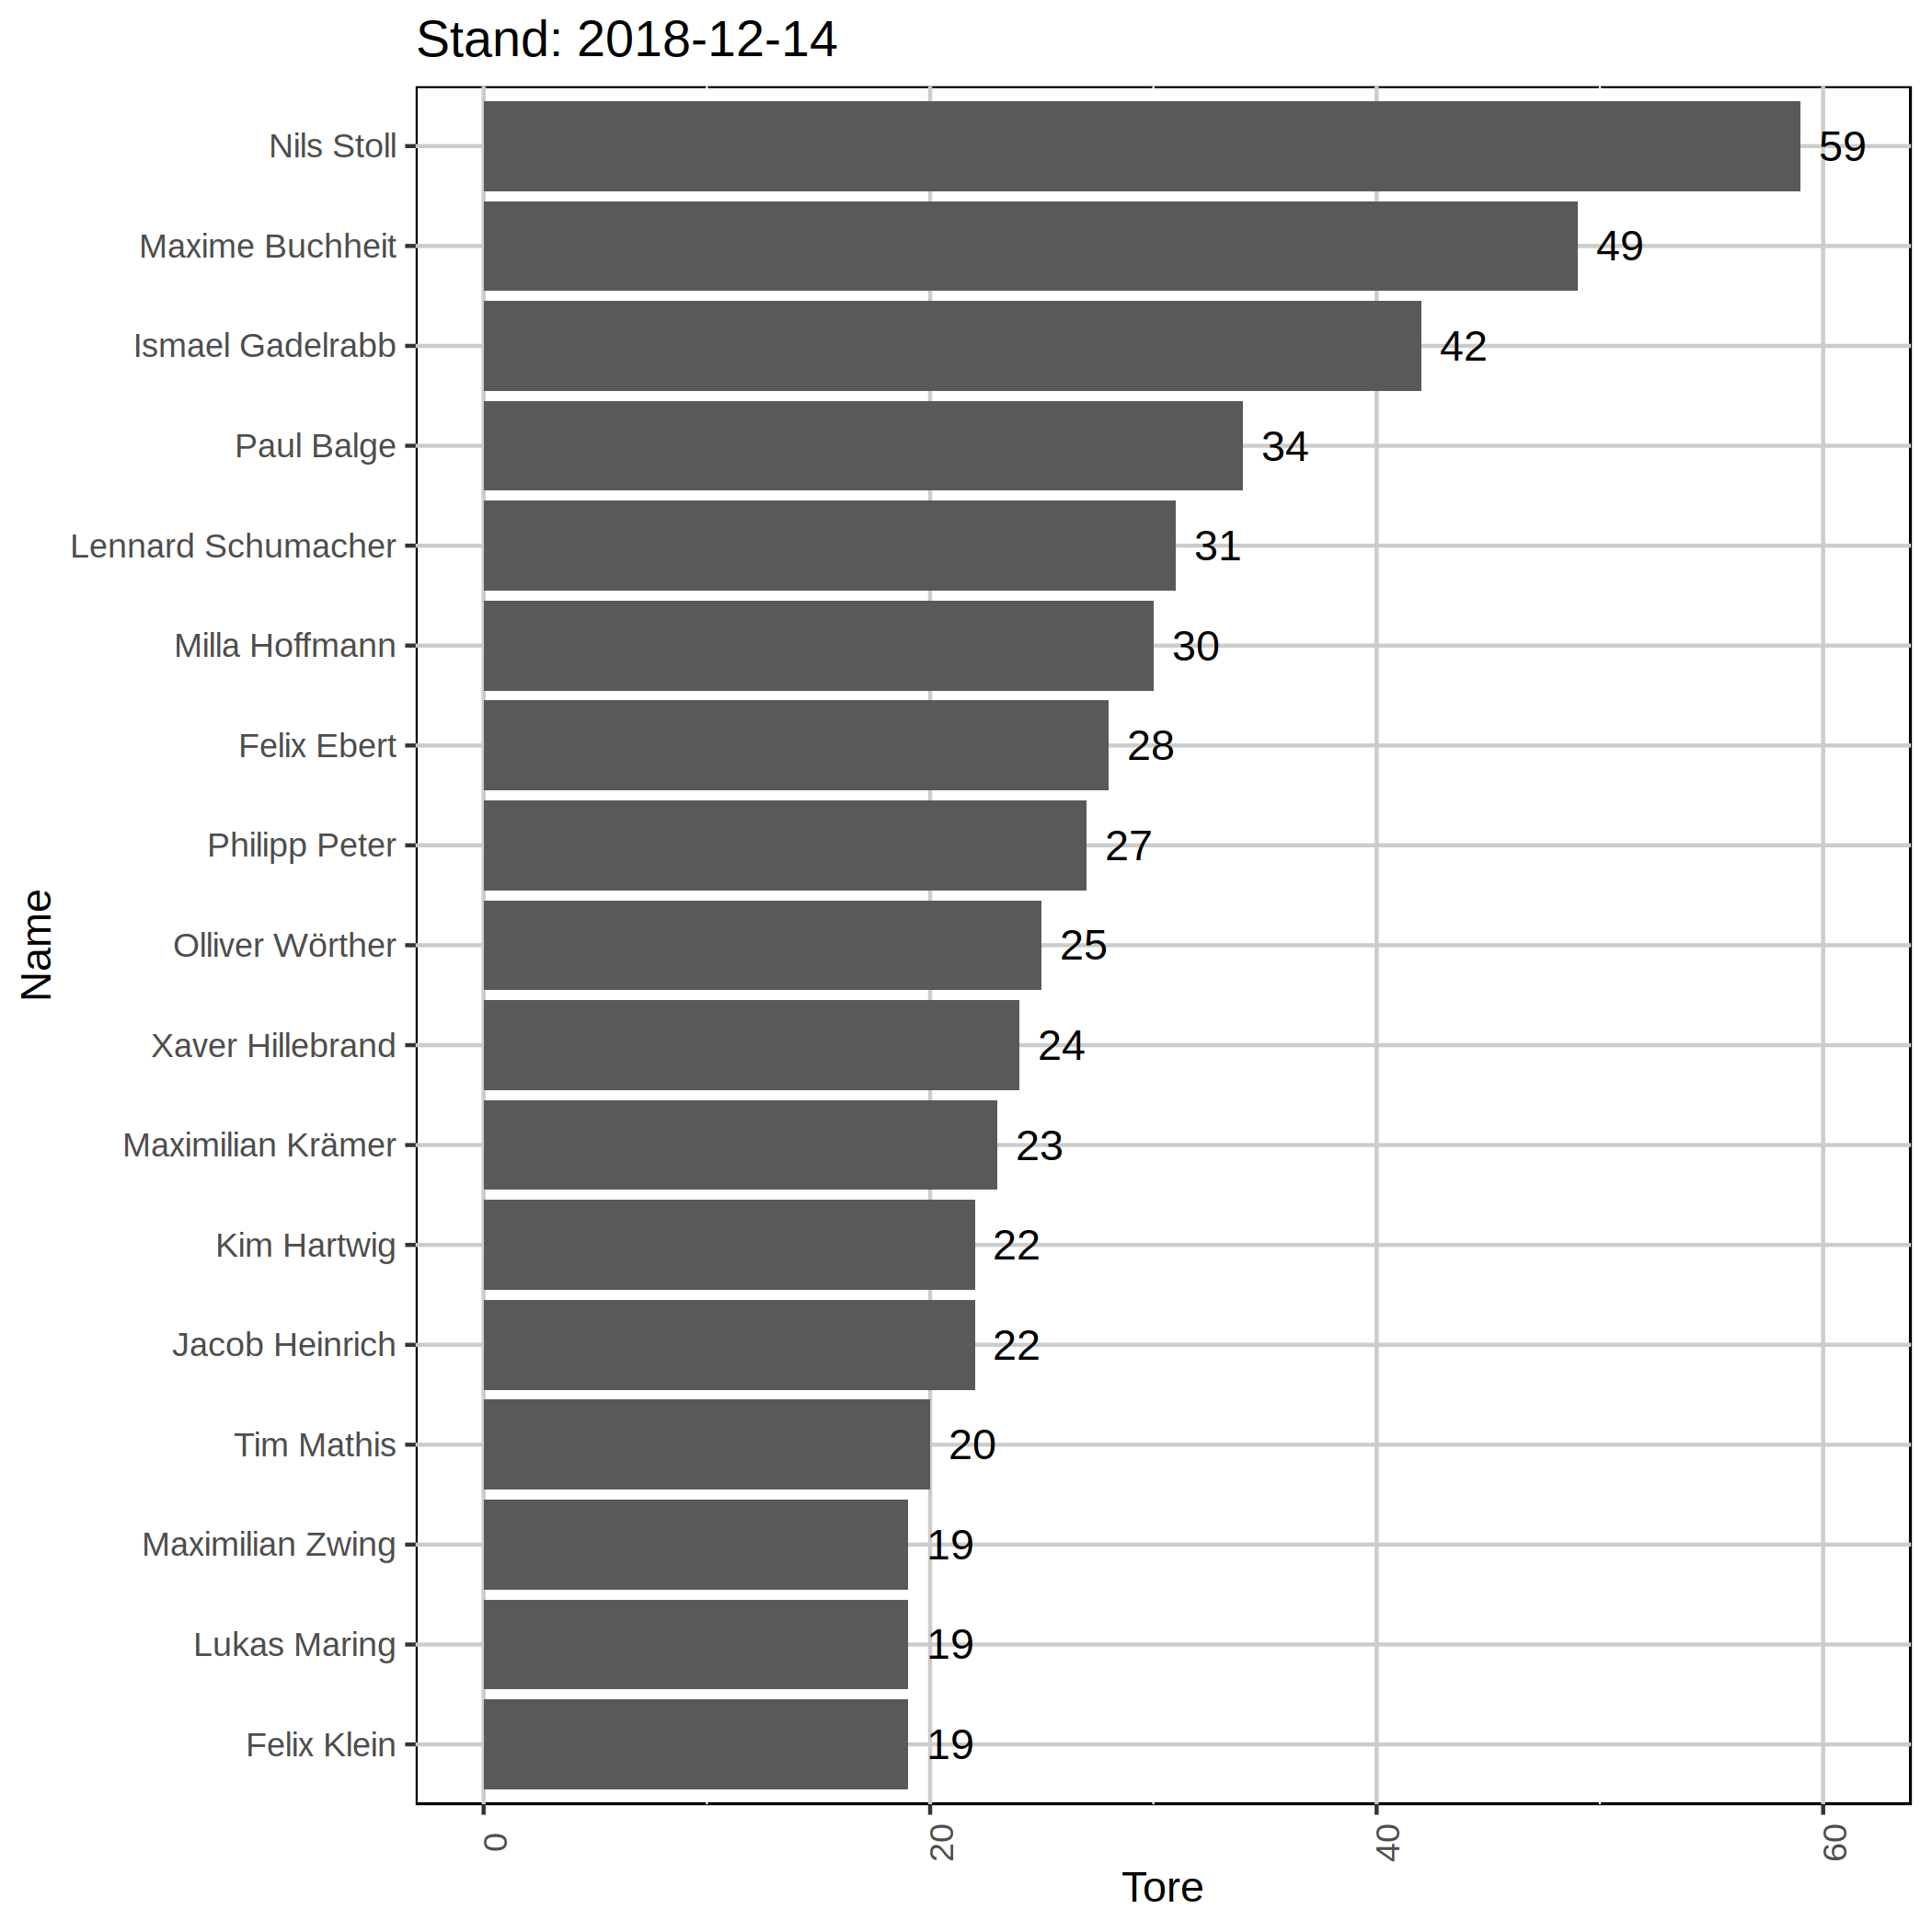 Stand: 2018-12-14
Nils Stoll 59
Maxime Buchheit 49
Ismael Gadelrabb 42
Paul Balge 34
Lennard Schumacher 31
Milla Hoffmann 30
Felix Ebert 28
Philipp Peter 27
Olliver Wörther 25
Xaver Hillebrand 24
Maximilian Krämer 23
Kim Hartwig 22
Jacob Heinrich 22
Tim Mathis 20
Maximilian Zwing 19
Lukas Maring 19
Felix Klein 19
Name
0 20 40 60
Tore